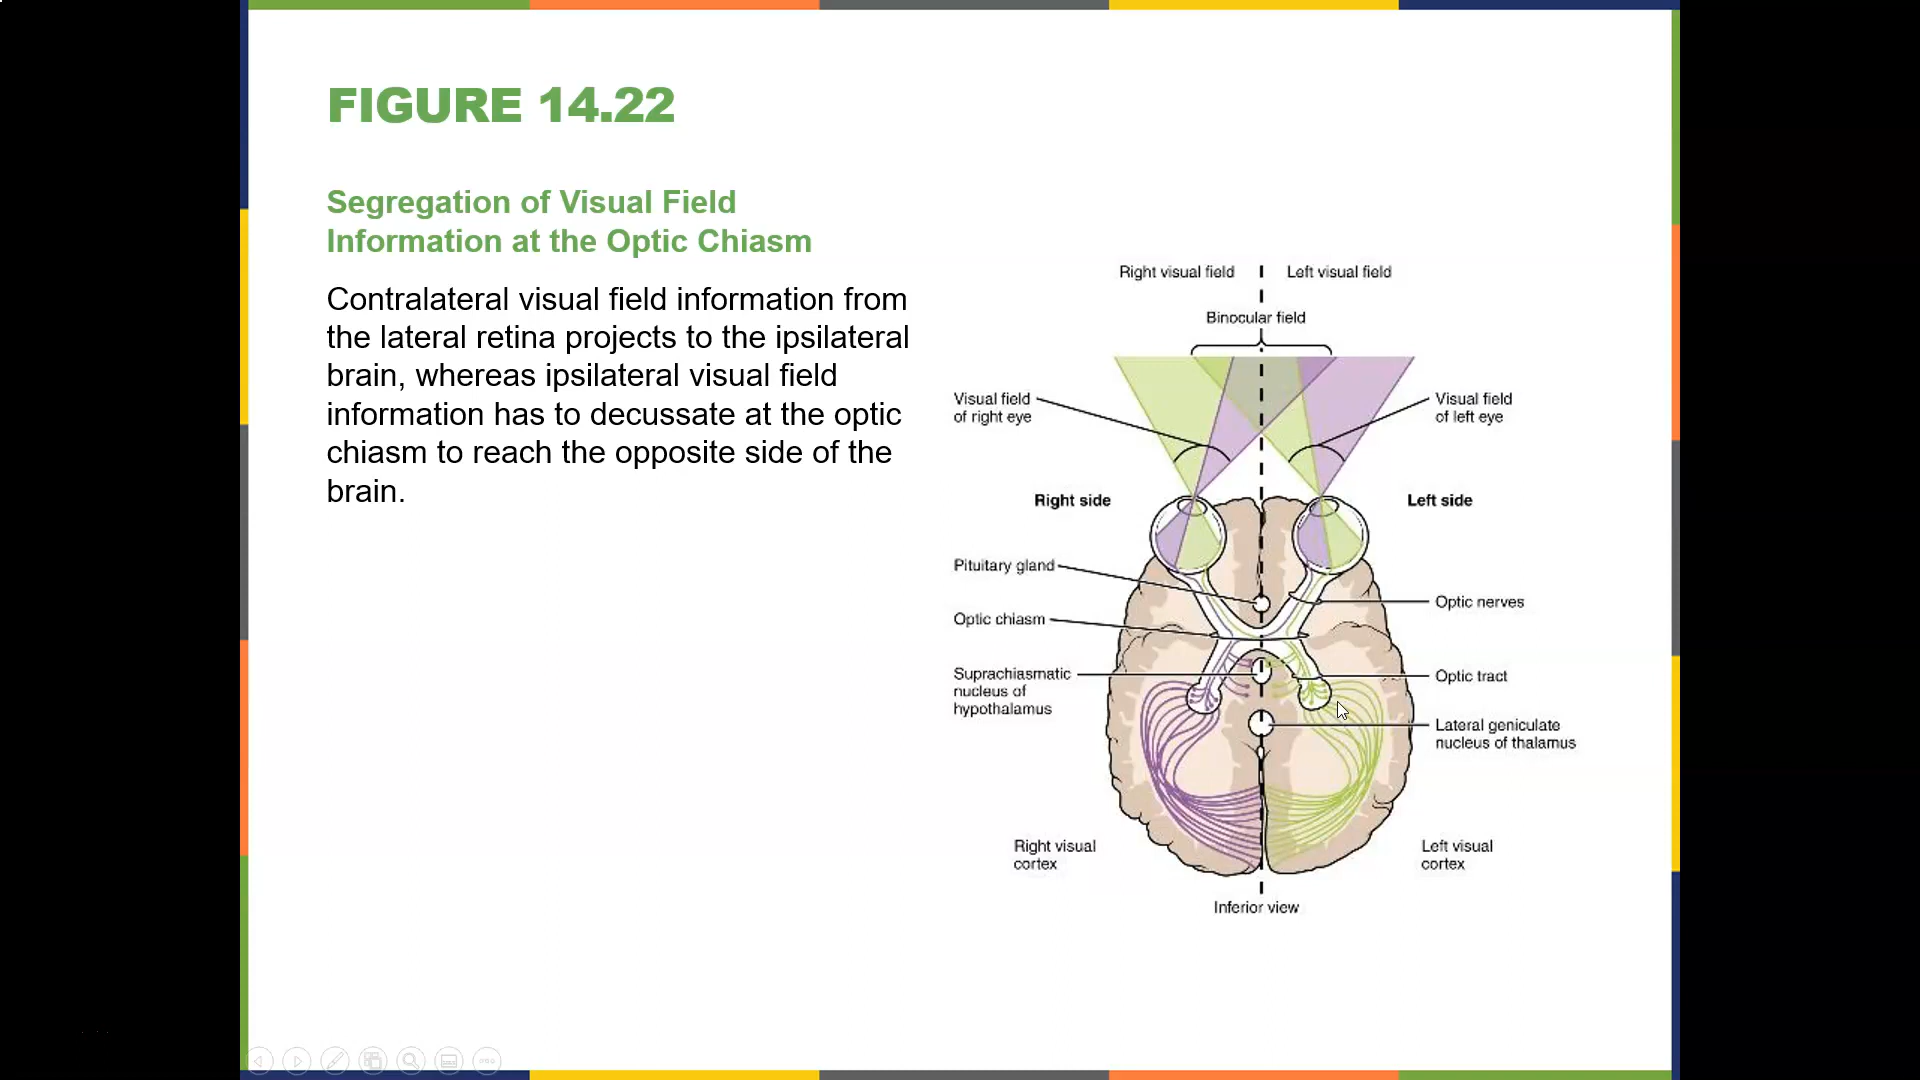 FIGURE 14.22
Segregation of Visual Field
Information at the Optic Chiasm
Contralateral visual field information from
the lateral retina projects to the ipsilateral
brain, whereas ipsilateral visual field
information has to decussate at the optic
chiasm to reach the opposite side of the
brain.
Right visual field
Left visual field
Binocular field
Visual field
of right eye
Visual field
of left eye
Right side
Left side
Pituitary gland
Optic nerves
Optic chiasm
Suprachiasmatic
nucleus of
hypothalamus
Optic tract
Lateral geniculate
nucleus of thalamus
Right visual
cortex
Left visual
cortex
Inferior view